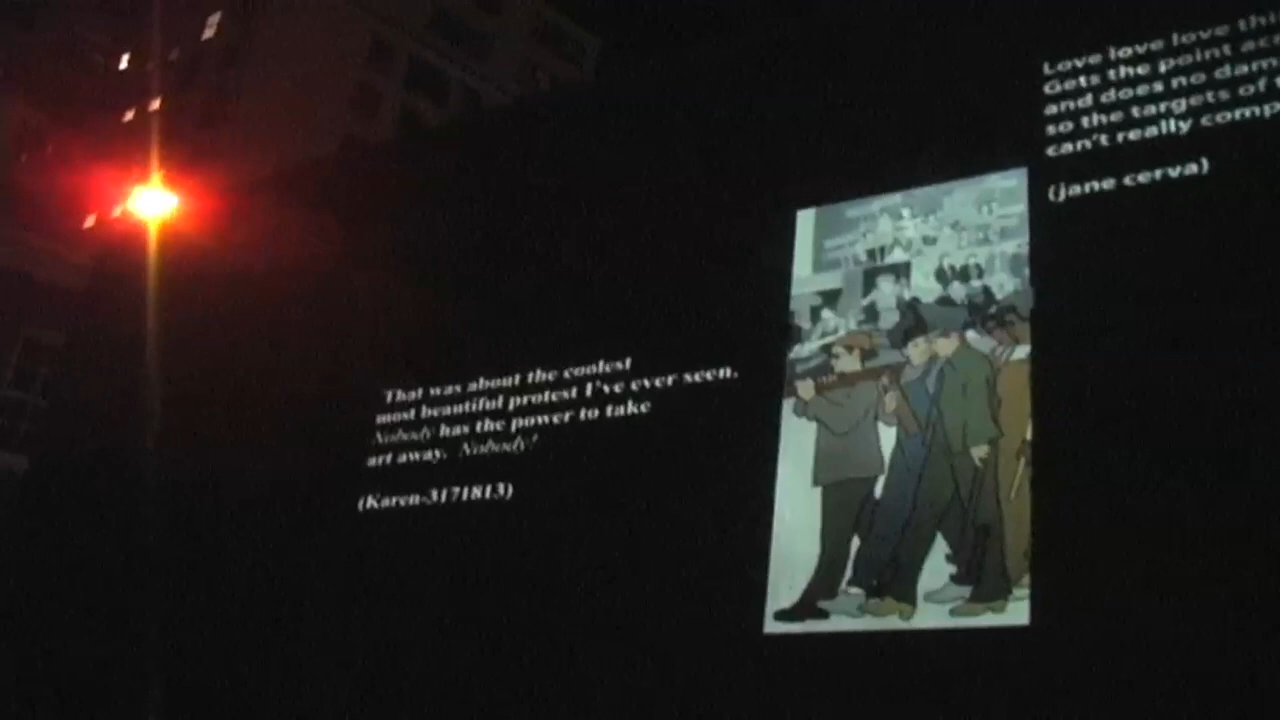 That was about the coolest
most beautiful protest I've ever seen.
Nobody has the power to take
art away. Nobody!
(Karen-3171813)
Love love love
Gets the point
and does no
so the targets of
can't really
(jane cerva)